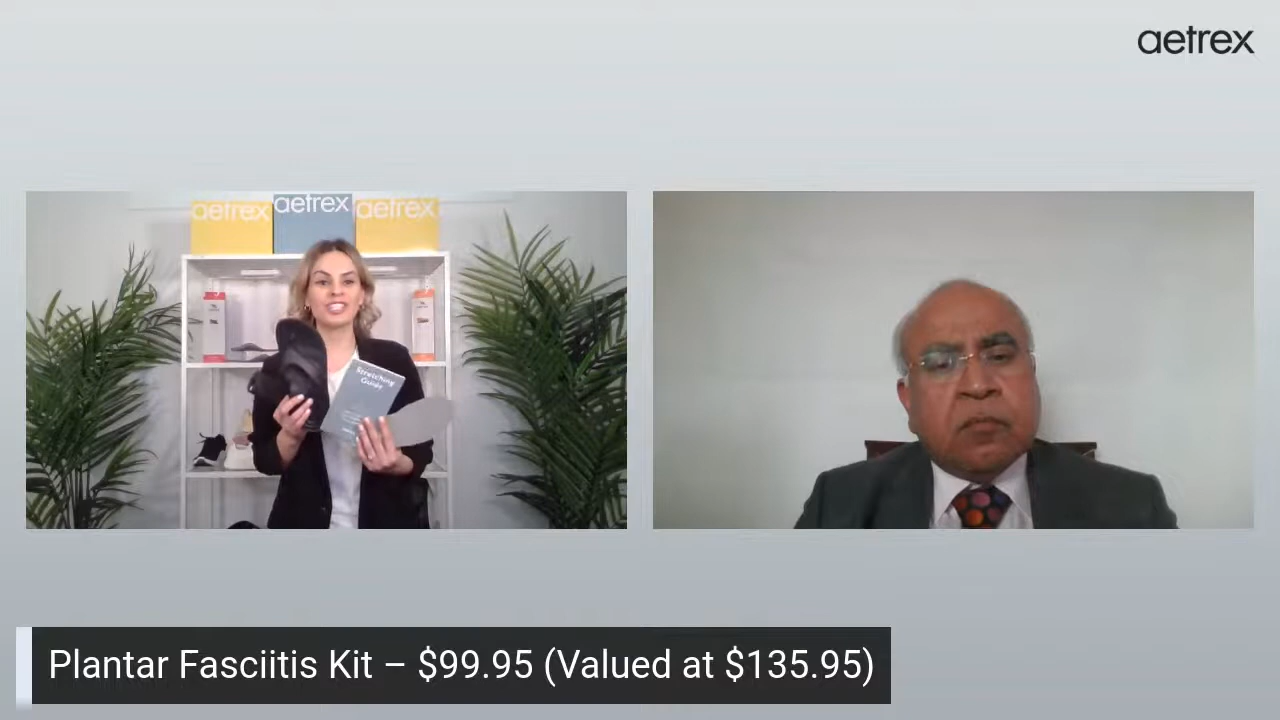 aetrex
aetrex
aetrex
aetrex
Stretching
Guide
Plantar Fasciitis Kit – $99.95 (Valued at $135.95)